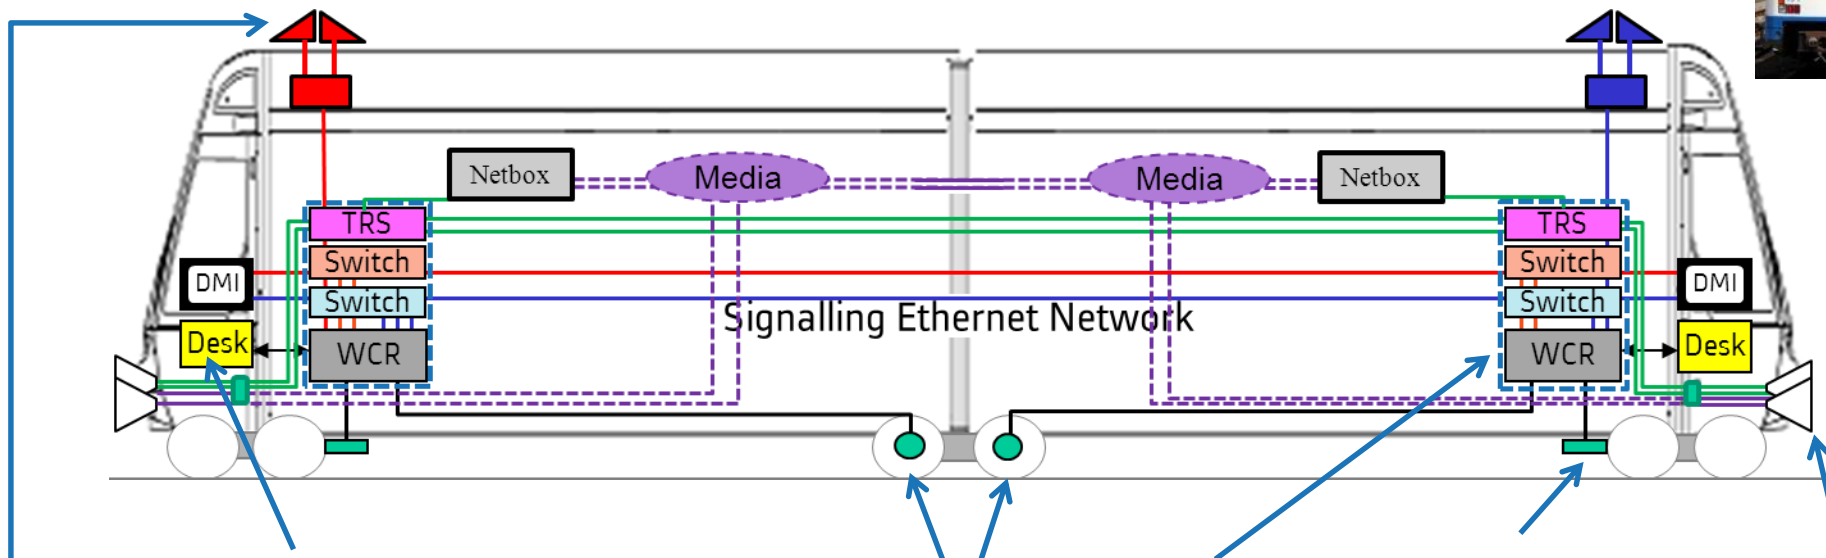 Netbox
Media
Media
Netbox
TRS
TRS
Switch
Switch
DMI
DMI
Switch
Switch
Signalling Ethernet Network
Desk
WCR
WCR
Desk